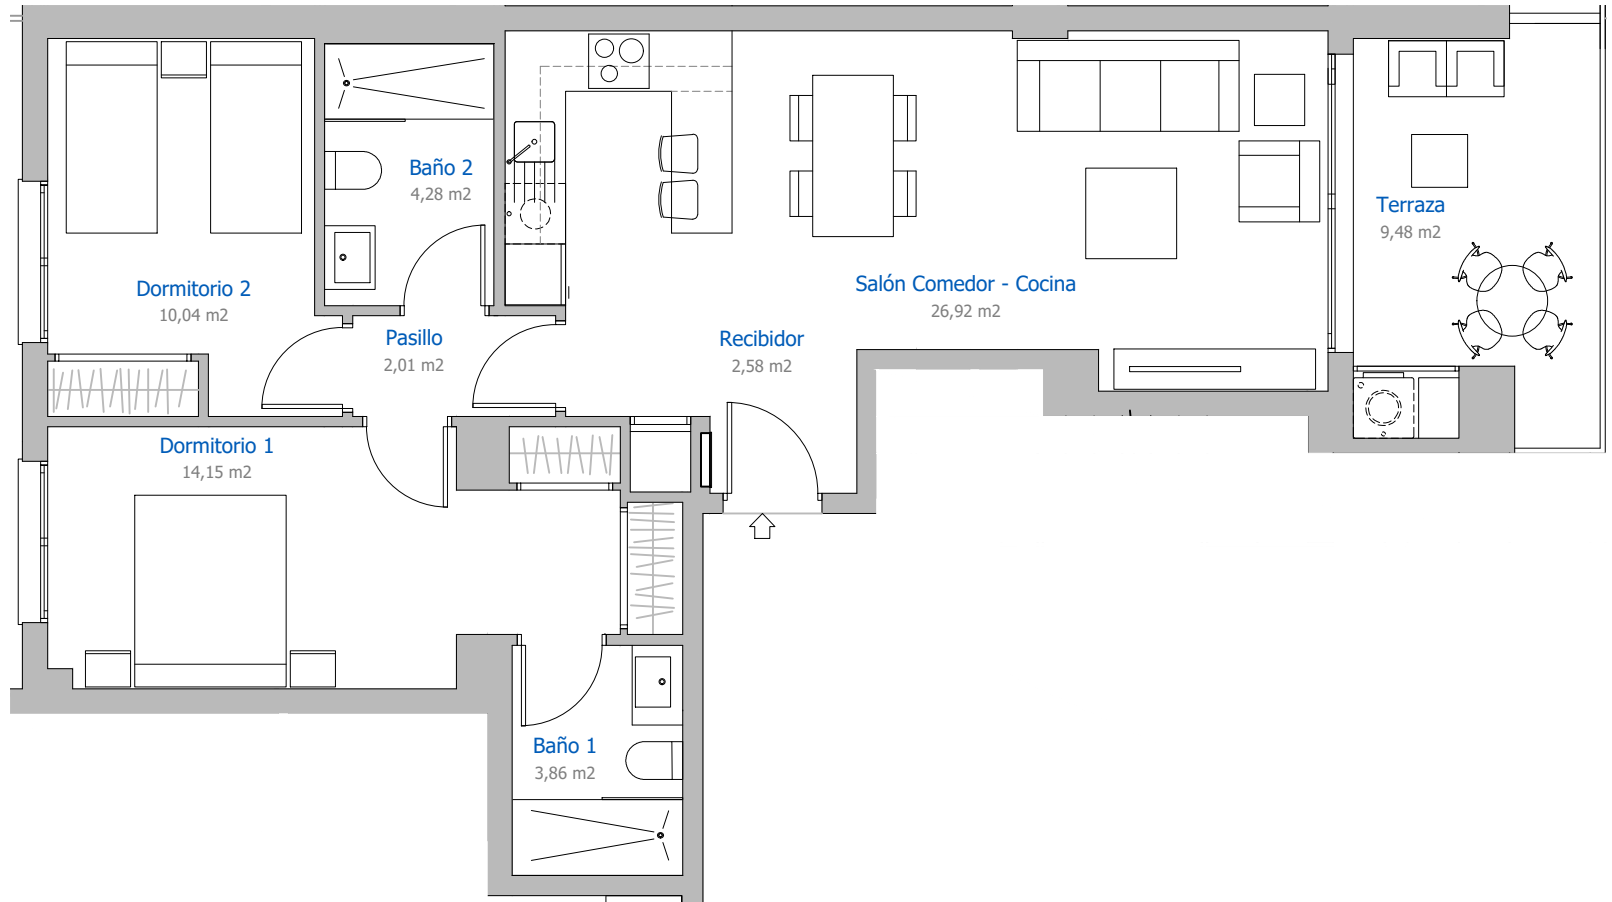 Baño 2
4,28 m2
Terraza
9,48 m2
Dormitorio 2
10,04 m2
Salón Comedor - Cocina
26,92 m2
Pasillo
2,01 m2
Recibidor
2,58 m2
Dormitorio 1
14,15 m2
Baño 1
3,86 m2